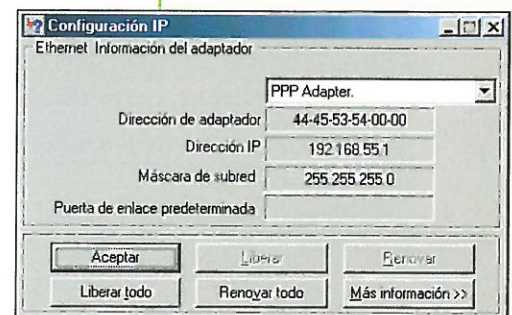 Configuración IP
Ethernet Información del adaptador
PPP Adapter.
Dirección de adaptador 44-45-53-54-00-00
Dirección IP 192.168.55.1
Máscara de subred 255.255.255.0
Puerta de enlace predeterminada
Aceptar Liberar Renovar
Liberar todo Renovar todo Más información >>